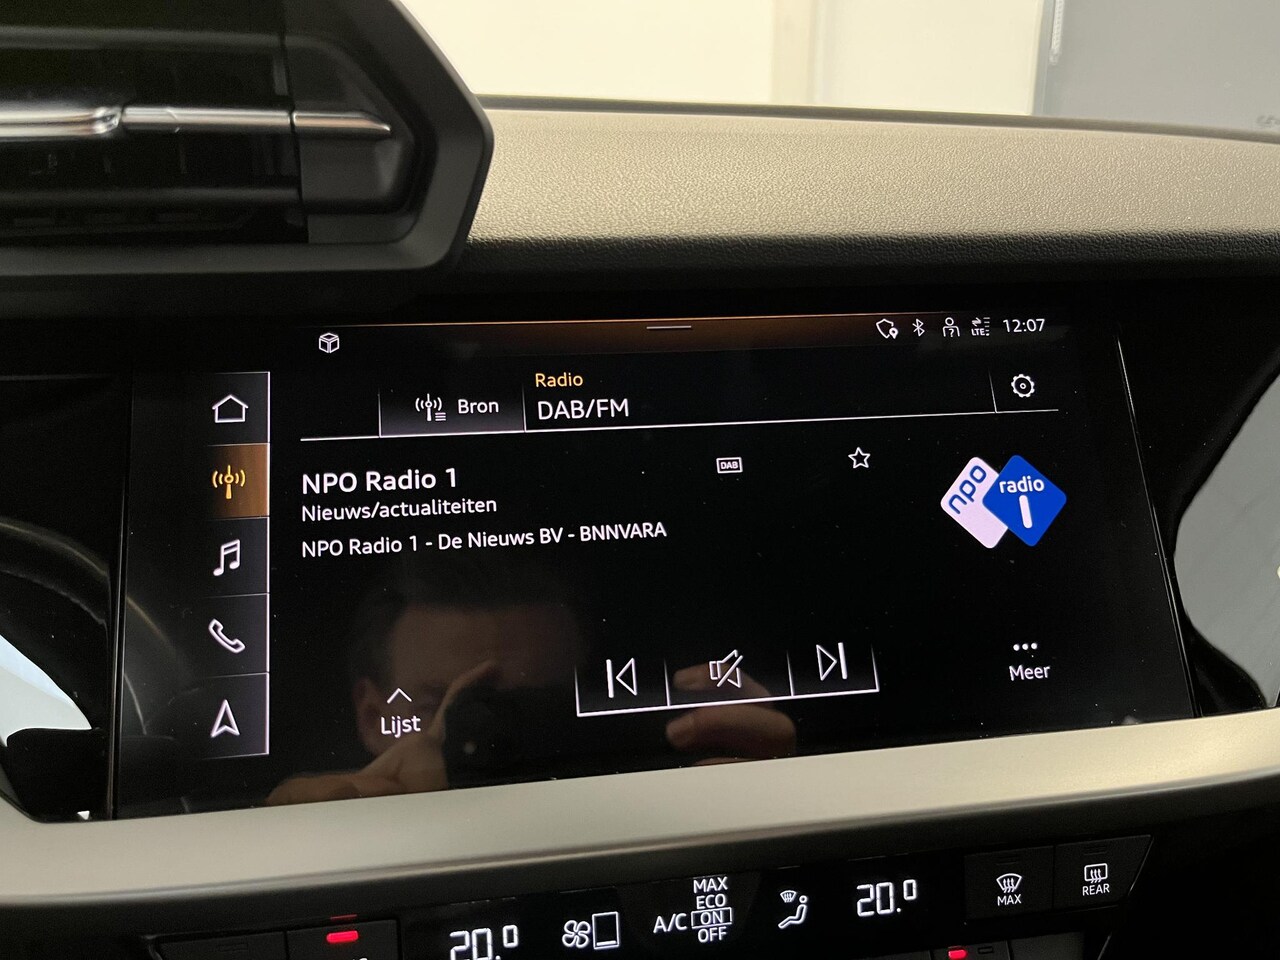 LTE 12:07
Radio
Bron
DAB/FM
NPO Radio 1
DAB
npo radio 1
Nieuws/actualiteiten
NPO Radio 1 - De Nieuws BV - BNNVARA
Meer
Lijst
MAX
ECO
A/C ON
OFF
20.0
20.0
MAX
REAR